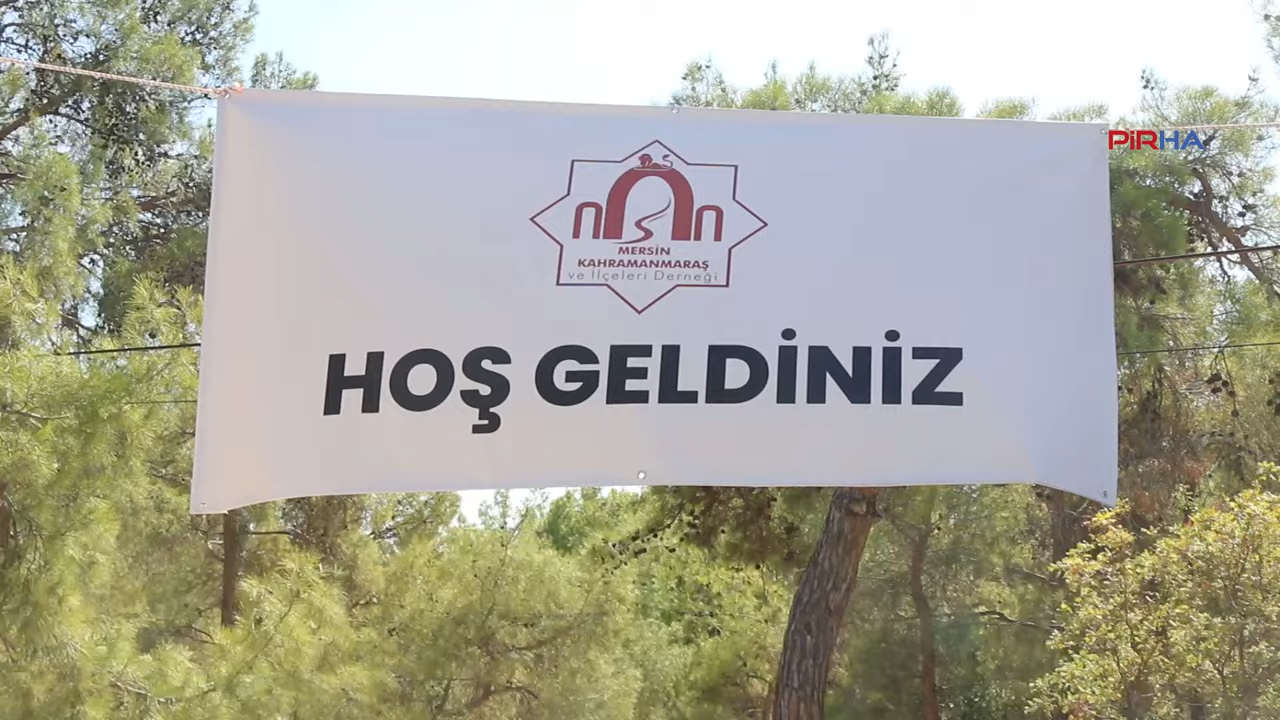 PİRHA
MERSİN
KAHRAMANMARAŞ
ve İlçeleri Derneği
HOŞ GELDİNİZ